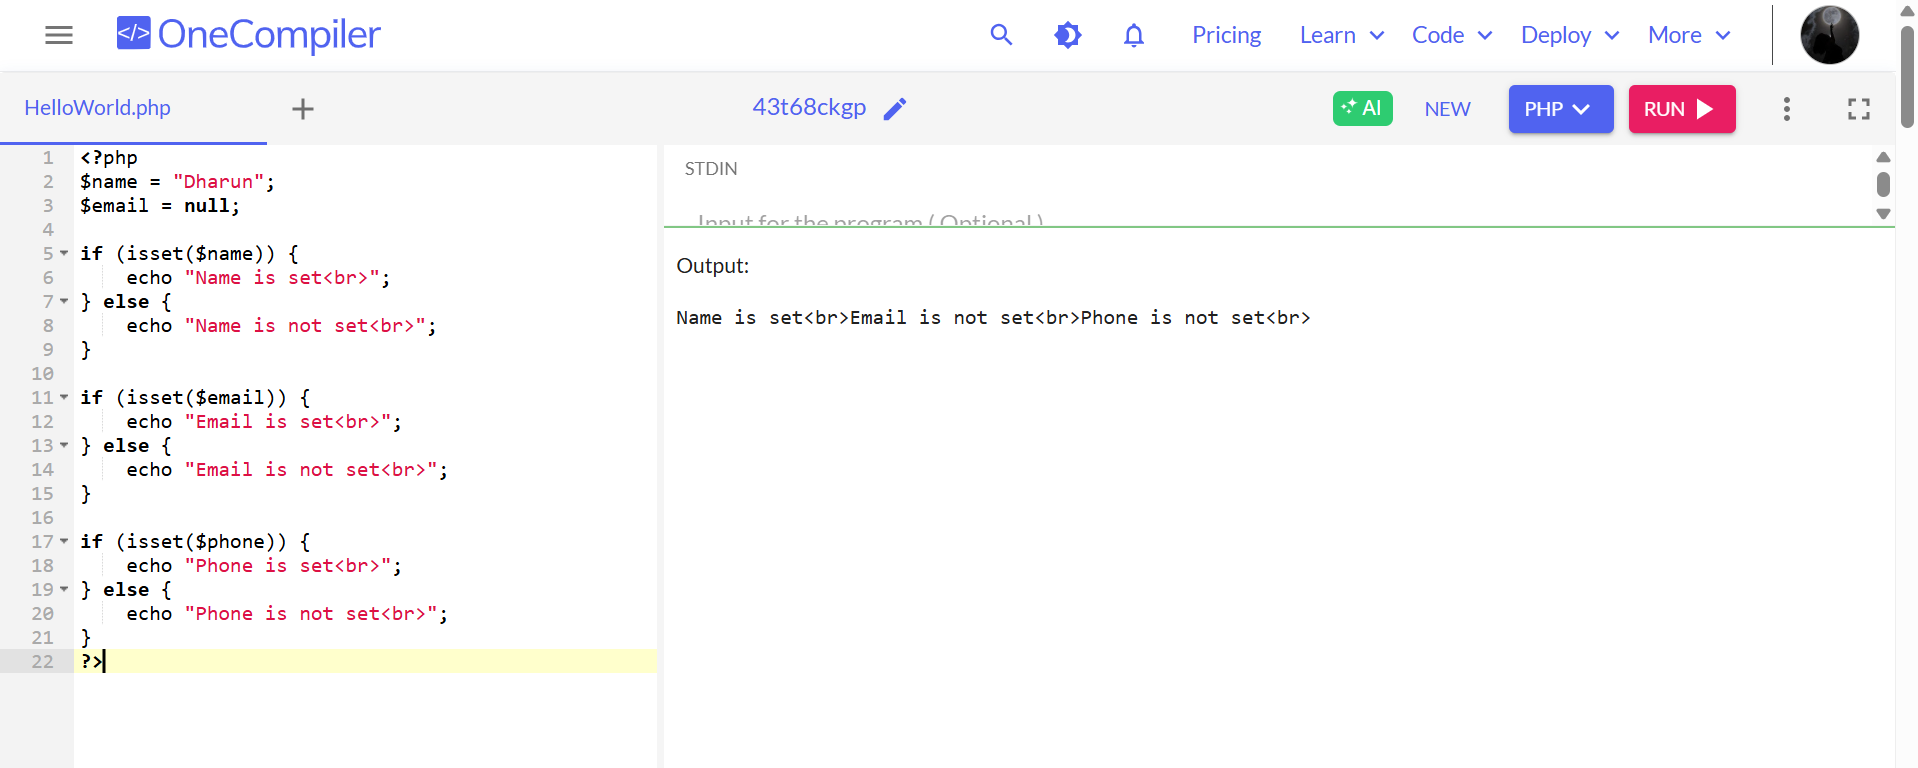 </> OneCompiler
Pricing Learn Code Deploy More
HelloWorld.php
43t68ckgp
AI NEW PHP RUN
1 <?php
2 $name = "Dharun";
3 $email = null;
4
5 if (isset($name)) {
6     echo "Name is set<br>";
7 } else {
8     echo "Name is not set<br>";
9 }
10
11 if (isset($email)) {
12     echo "Email is set<br>";
13 } else {
14     echo "Email is not set<br>";
15 }
16
17 if (isset($phone)) {
18     echo "Phone is set<br>";
19 } else {
20     echo "Phone is not set<br>";
21 }
22 ?>
STDIN
Input for the program ( Optional )
Output:
Name is set<br>Email is not set<br>Phone is not set<br>